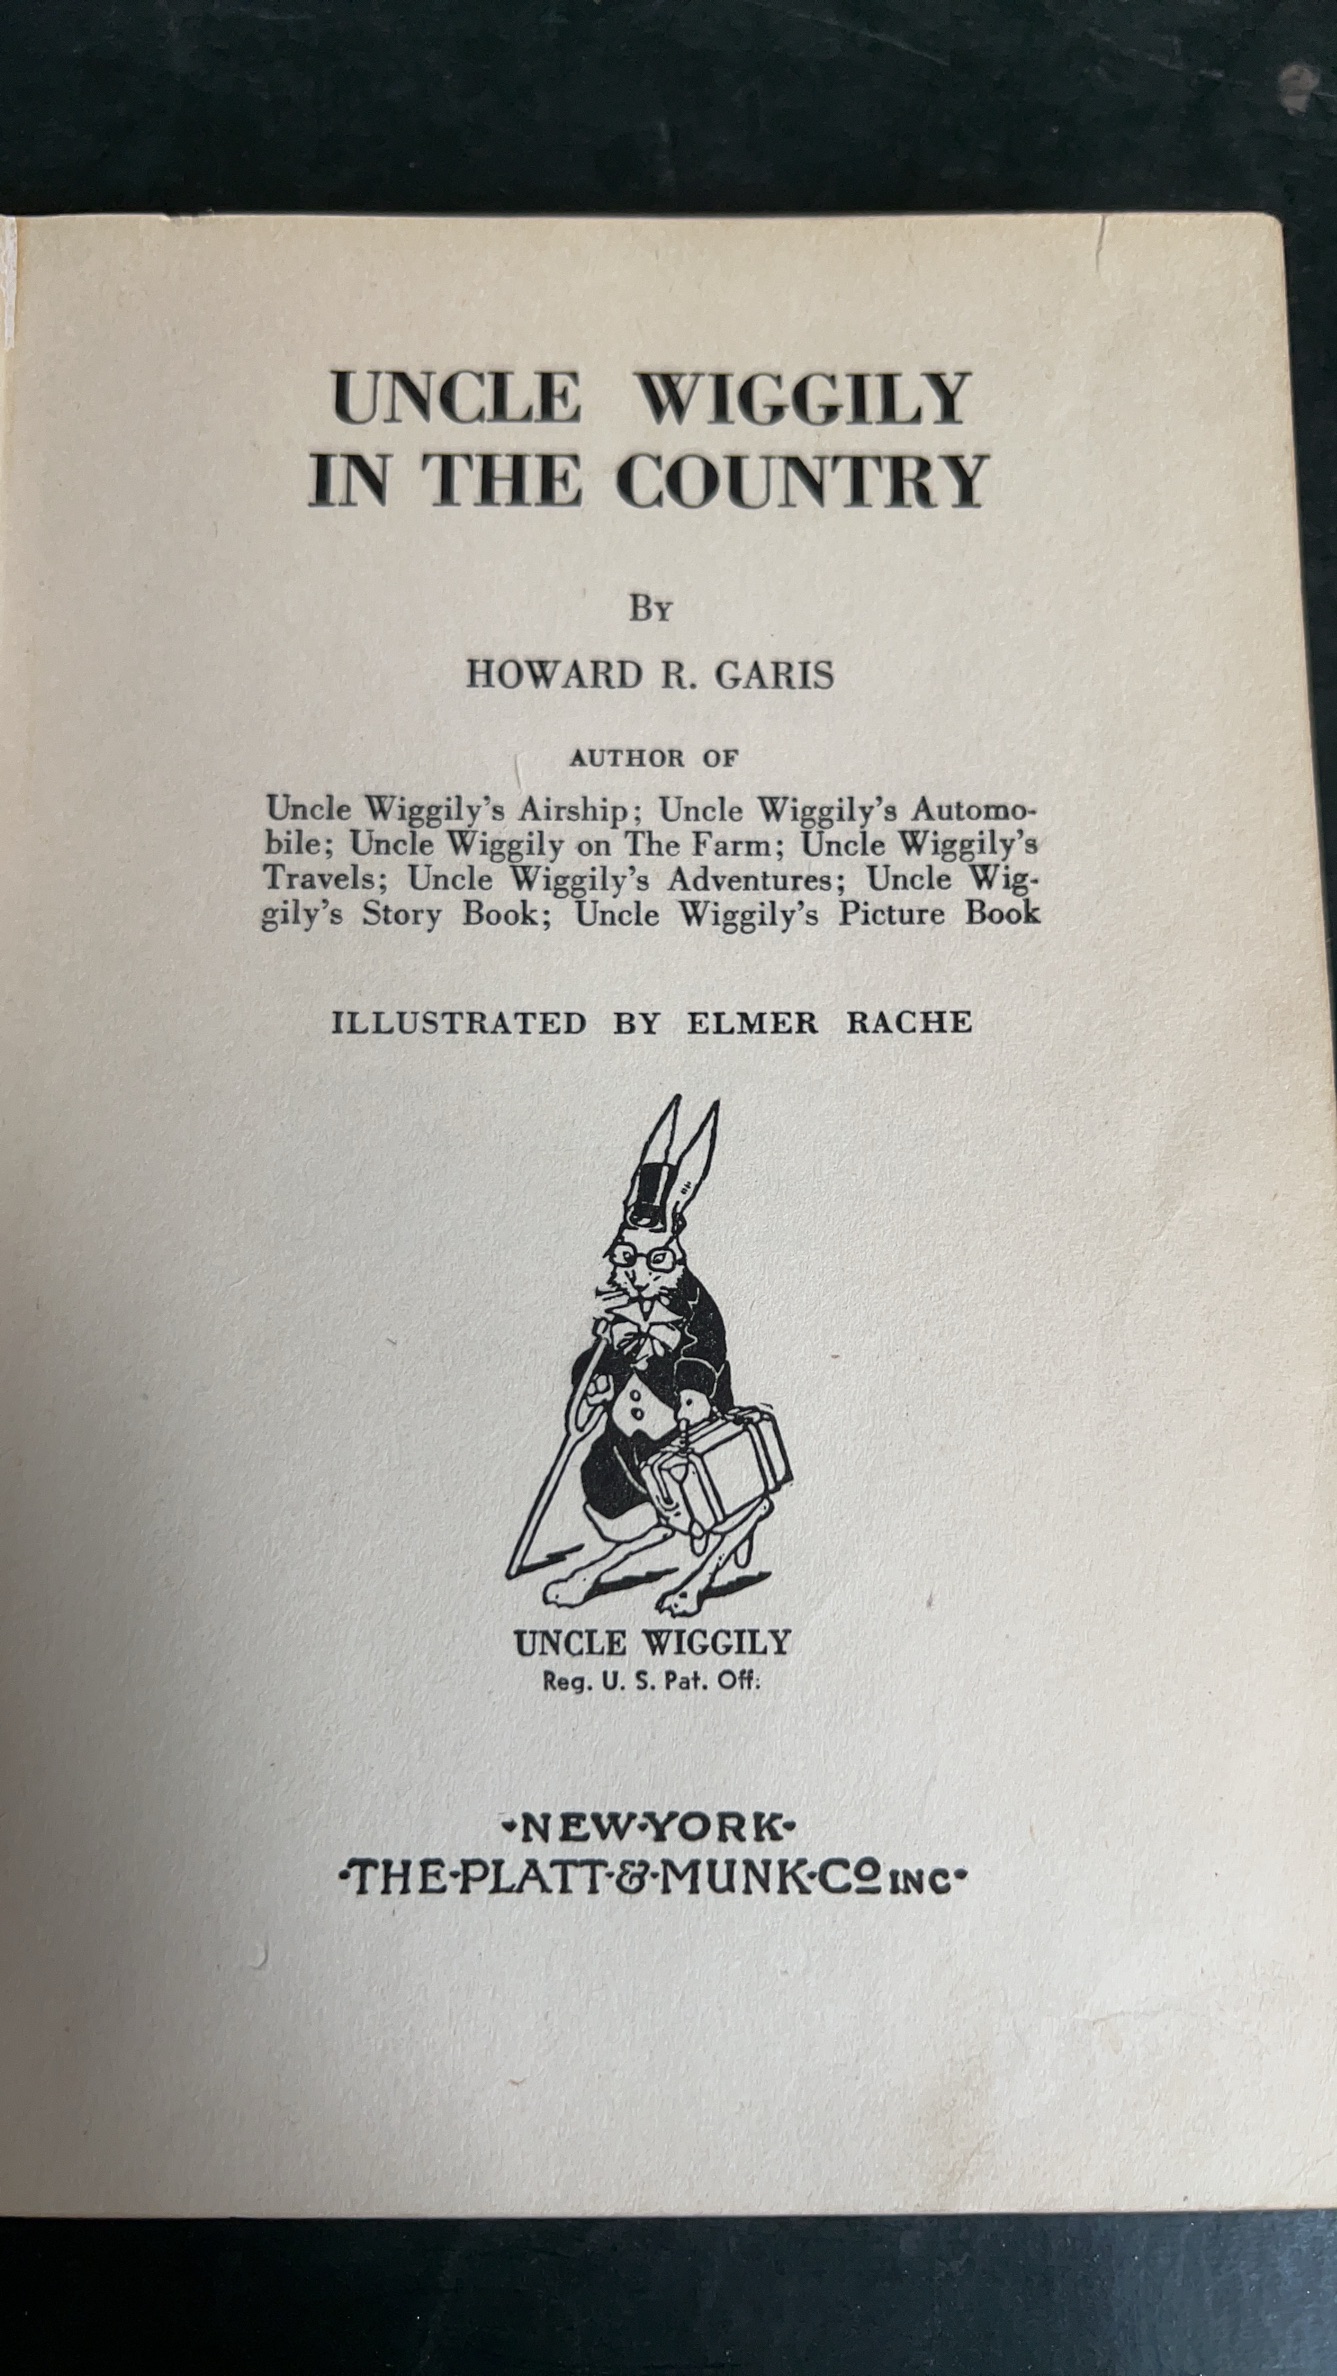 UNCLE WIGGILY
IN THE COUNTRY
By
HOWARD R. GARIS
AUTHOR OF
Uncle Wiggily's Airship; Uncle Wiggily's Automo-
bile; Uncle Wiggily on The Farm; Uncle Wiggily's
Travels; Uncle Wiggily's Adventures; Uncle Wig-
gily's Story Book; Uncle Wiggily's Picture Book
ILLUSTRATED BY ELMER RACHE
UNCLE WIGGILY
Reg. U. S. Pat. Off.
·NEW·YORK·
·THE·PLATT·&·MUNK·Co INC·